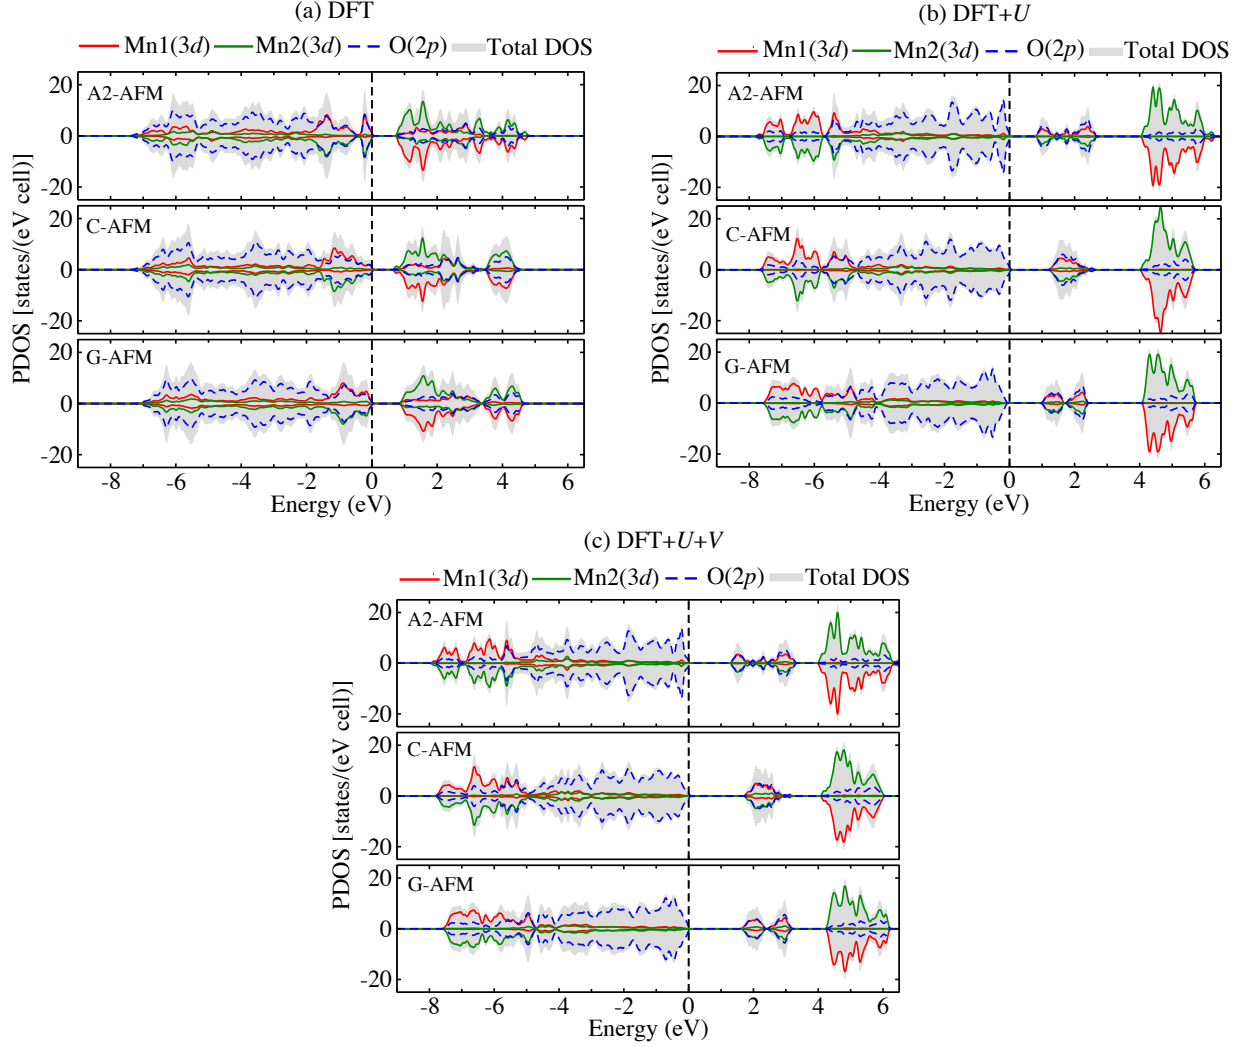 (a) DFT
Mn1(3d) Mn2(3d) O(2p) Total DOS
PDOS [states/(eV cell)]
A2-AFM
20
0
-20
C-AFM
20
0
-20
G-AFM
20
0
-20
-8 -6 -4 -2 0 2 4 6
Energy (eV)
(b) DFT+U
Mn1(3d) Mn2(3d) O(2p) Total DOS
PDOS [states/(eV cell)]
A2-AFM
20
0
-20
C-AFM
20
0
-20
G-AFM
20
0
-20
-8 -6 -4 -2 0 2 4 6
Energy (eV)
(c) DFT+U+V
Mn1(3d) Mn2(3d) O(2p) Total DOS
PDOS [states/(eV cell)]
A2-AFM
20
0
-20
C-AFM
20
0
-20
G-AFM
20
0
-20
-8 -6 -4 -2 0 2 4 6
Energy (eV)